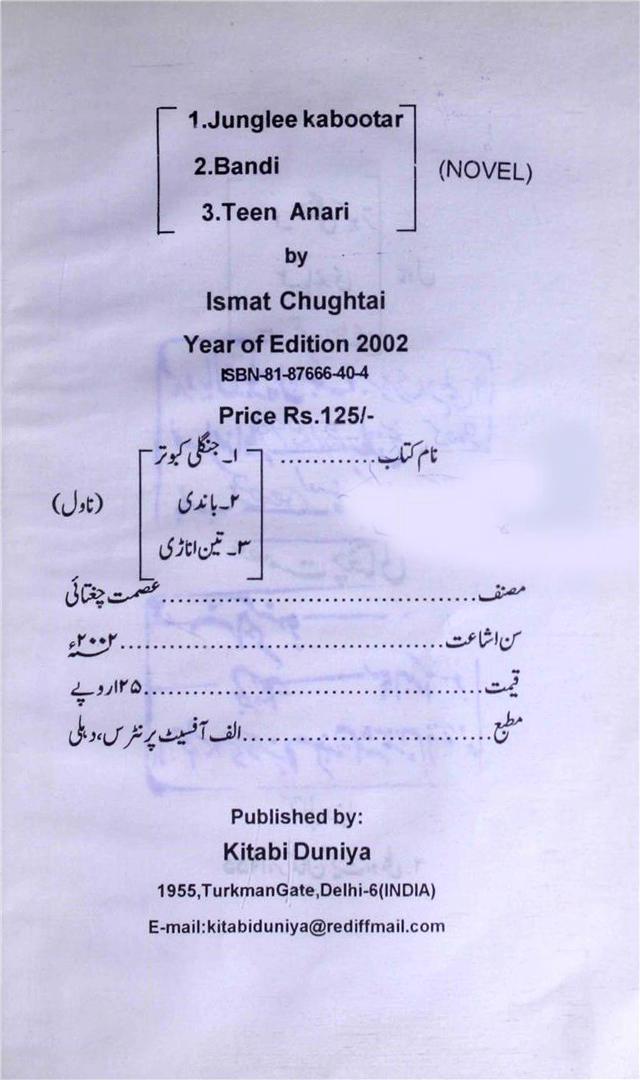 1.Junglee kabootar
2.Bandi
(NOVEL)
3.Teen Anari
by
Ismat Chughtai
Year of Edition 2002
ISBN-81-87666-40-4
Price Rs.125/-
نام کتاب............ ۱۔ جنگلی کبوتر
۲۔ باندی
(ناول)
۳۔ تین اناڑی
مصنف........................................عصمت چغتائی
سن اشاعت.........................................۲۰۰۲ء
قیمت...........................................۱۲۵روپے
مطبع...............................الف آفسیٹ پرنٹرس، دہلی
Published by:
Kitabi Duniya
1955,TurkmanGate,Delhi-6(INDIA)
E-mail:kitabiduniya@rediffmail.com